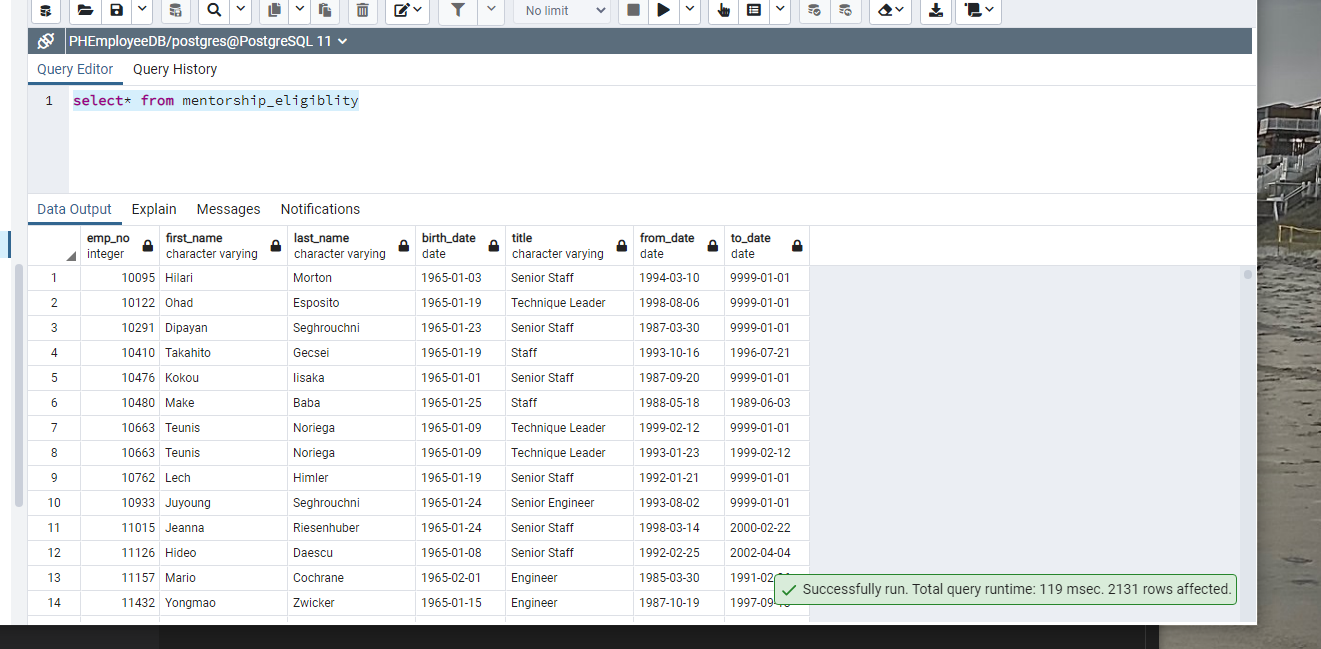 No limit
PHEmployeeDB/postgres@PostgreSQL 11
Query Editor Query History
1 select* from mentorship_eligiblity
Data Output Explain Messages Notifications
emp_no first_name last_name birth_date title from_date to_date
integer character varying character varying date character varying date date
1 10095 Hilari Morton 1965-01-03 Senior Staff 1994-03-10 9999-01-01
2 10122 Ohad Esposito 1965-01-19 Technique Leader 1998-08-06 9999-01-01
3 10291 Dipayan Seghrouchni 1965-01-23 Senior Staff 1987-03-30 9999-01-01
4 10410 Takahito Gecsei 1965-01-19 Staff 1993-10-16 1996-07-21
5 10476 Kokou Iisaka 1965-01-01 Senior Staff 1987-09-20 9999-01-01
6 10480 Make Baba 1965-01-25 Staff 1988-05-18 1989-06-03
7 10663 Teunis Noriega 1965-01-09 Technique Leader 1999-02-12 9999-01-01
8 10663 Teunis Noriega 1965-01-09 Technique Leader 1993-01-23 1999-02-12
9 10762 Lech Himler 1965-01-19 Senior Staff 1992-01-21 9999-01-01
10 10933 Juyoung Seghrouchni 1965-01-24 Senior Engineer 1993-08-02 9999-01-01
11 11015 Jeanna Riesenhuber 1965-01-24 Senior Staff 1998-03-14 2000-02-22
12 11126 Hideo Daescu 1965-01-08 Senior Staff 1992-02-25 2002-04-04
13 11157 Mario Cochrane 1965-02-01 Engineer 1985-03-30
14 11432 Yongmao Zwicker 1965-01-15 Engineer 1987-10-19
Successfully run. Total query runtime: 119 msec. 2131 rows affected.